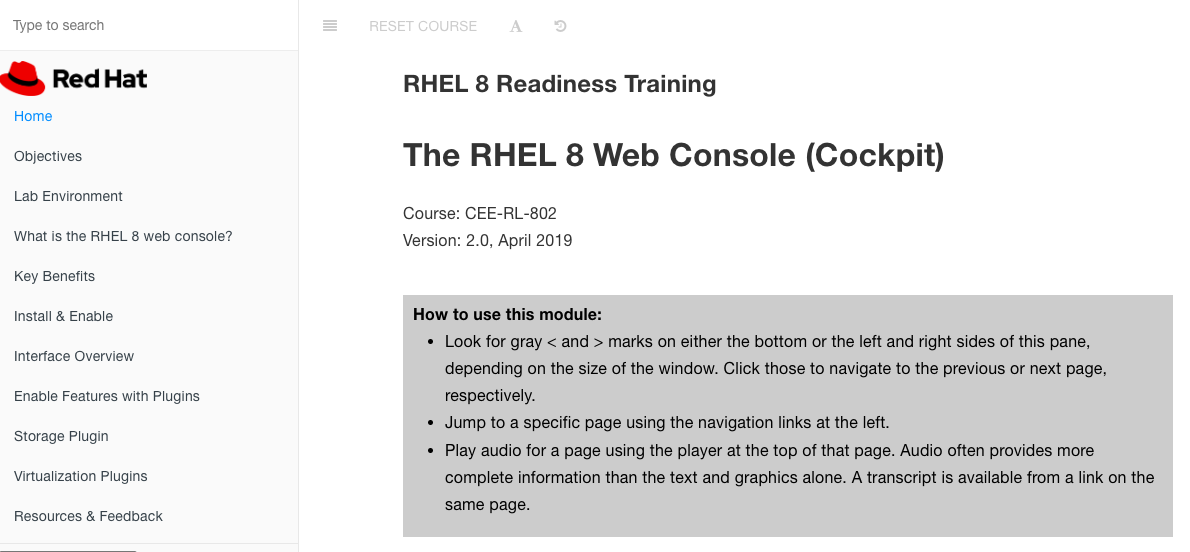 Type to search
Red Hat
Home
Objectives
Lab Environment
What is the RHEL 8 web console?
Key Benefits
Install & Enable
Interface Overview
Enable Features with Plugins
Storage Plugin
Virtualization Plugins
Resources & Feedback
RESET COURSE A
RHEL 8 Readiness Training
The RHEL 8 Web Console (Cockpit)
Course: CEE-RL-802
Version: 2.0, April 2019
How to use this module:
• Look for gray < and > marks on either the bottom or the left and right sides of this pane,
depending on the size of the window. Click those to navigate to the previous or next page,
respectively.
• Jump to a specific page using the navigation links at the left.
• Play audio for a page using the player at the top of that page. Audio often provides more
complete information than the text and graphics alone. A transcript is available from a link on the
same page.